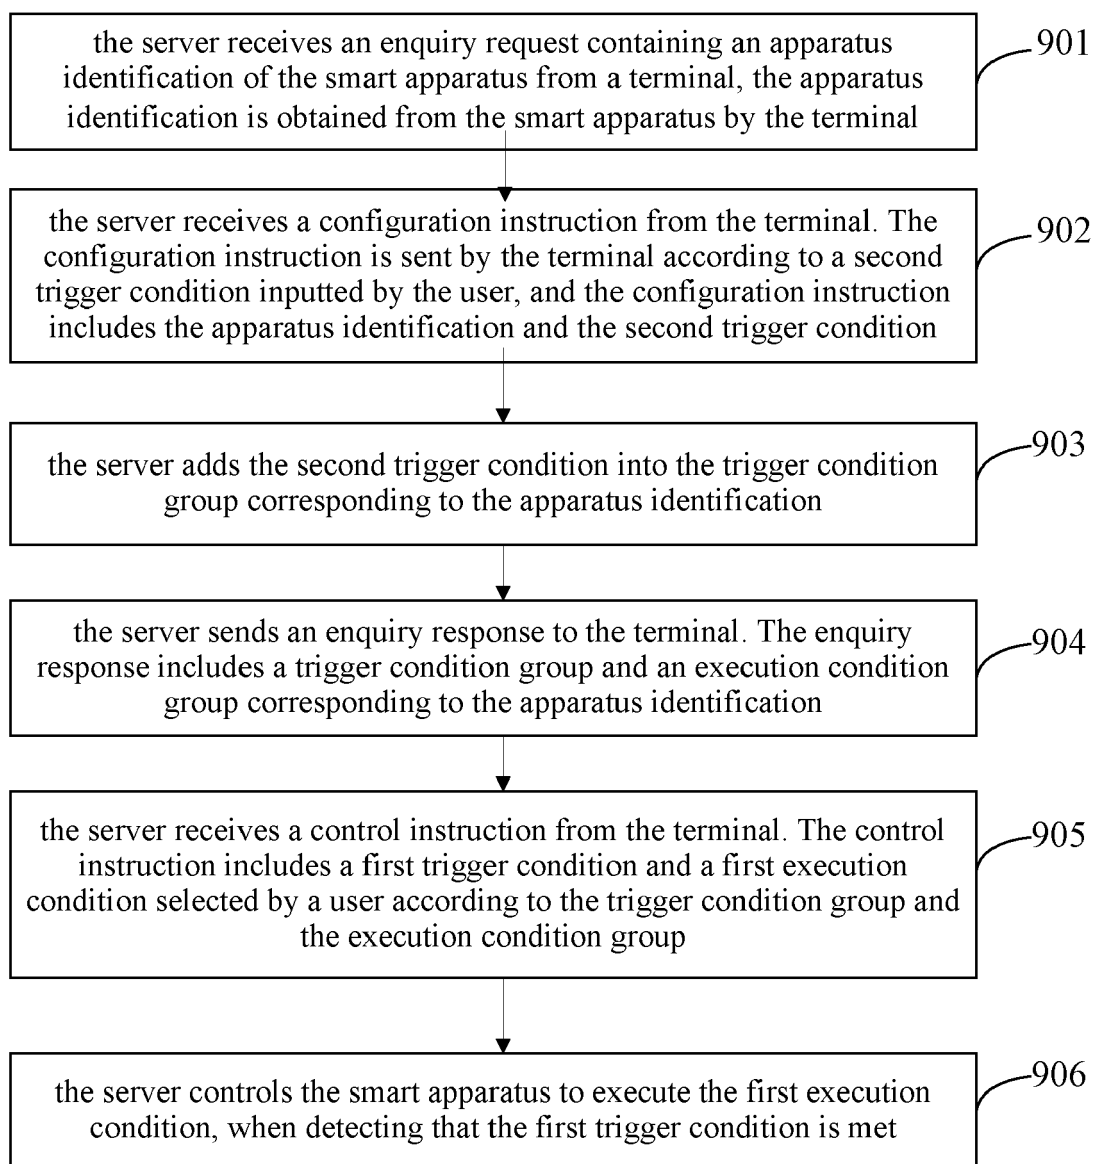 the server receives an enquiry request containing an apparatus
identification of the smart apparatus from a terminal, the apparatus
identification is obtained from the smart apparatus by the terminal
901
the server receives a configuration instruction from the terminal. The
configuration instruction is sent by the terminal according to a second
trigger condition inputted by the user, and the configuration instruction
includes the apparatus identification and the second trigger condition
902
the server adds the second trigger condition into the trigger condition
group corresponding to the apparatus identification
903
the server sends an enquiry response to the terminal. The enquiry
response includes a trigger condition group and an execution condition
group corresponding to the apparatus identification
904
the server receives a control instruction from the terminal. The control
instruction includes a first trigger condition and a first execution
condition selected by a user according to the trigger condition group and
the execution condition group
905
the server controls the smart apparatus to execute the first execution
condition, when detecting that the first trigger condition is met
906